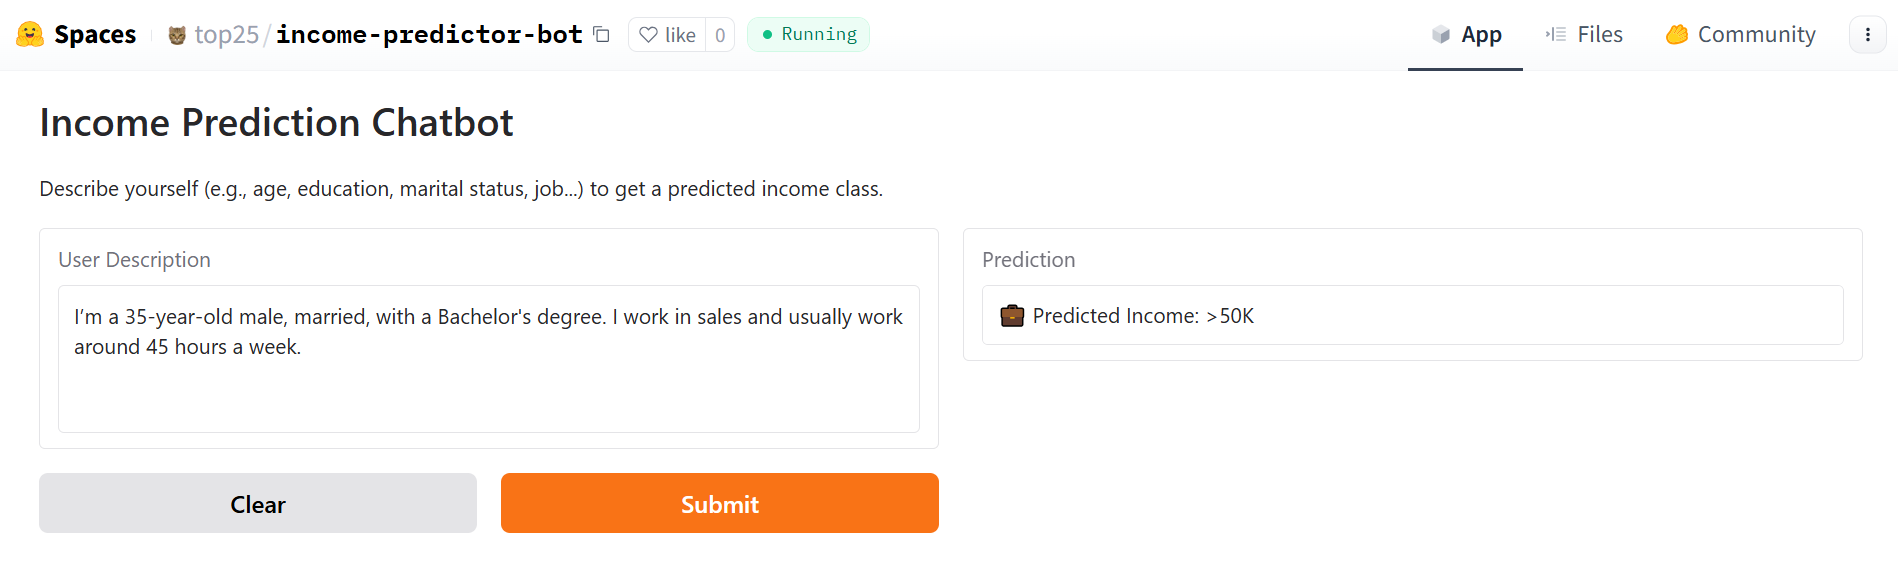 Spaces top25/income-predictor-bot like 0 Running App Files Community
Income Prediction Chatbot
Describe yourself (e.g., age, education, marital status, job...) to get a predicted income class.
User Description
I'm a 35-year-old male, married, with a Bachelor's degree. I work in sales and usually work
around 45 hours a week.
Prediction
Predicted Income: >50K
Clear
Submit